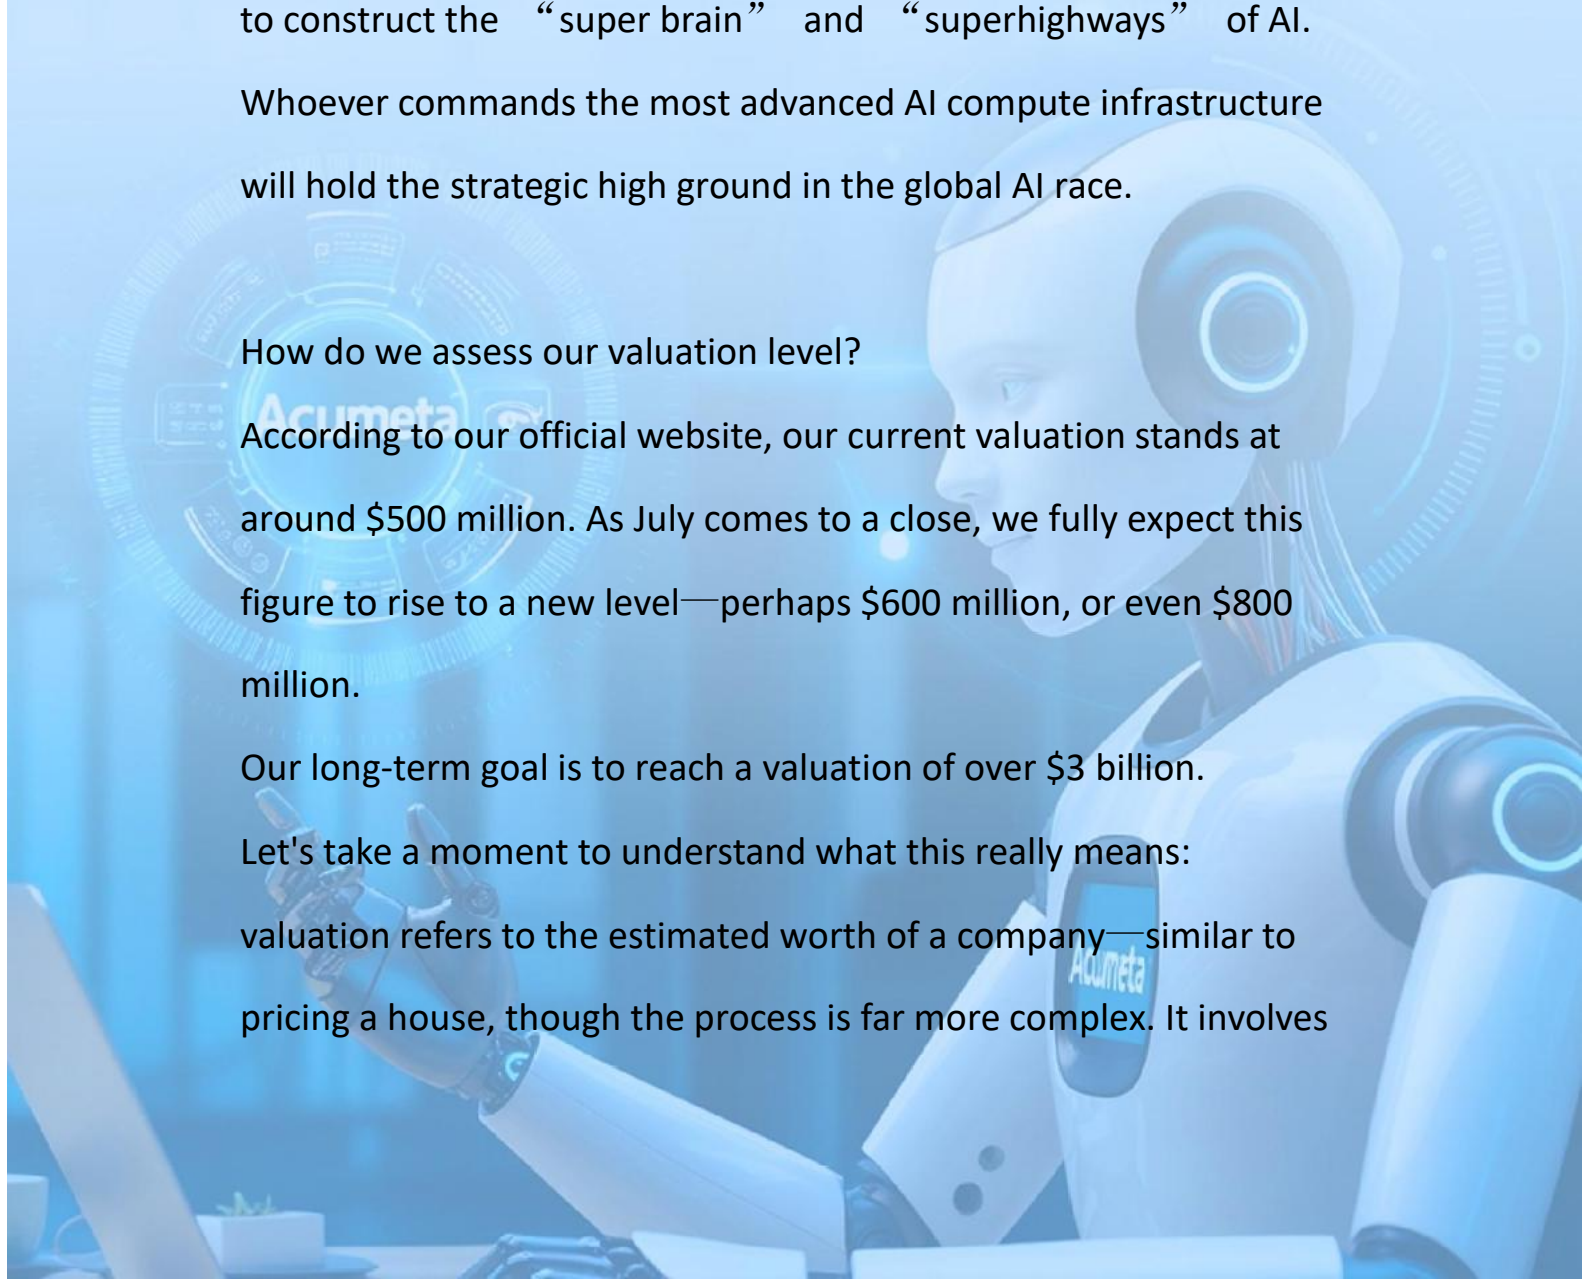 to construct the “super brain” and “superhighways” of AI.
Whoever commands the most advanced AI compute infrastructure
will hold the strategic high ground in the global AI race.
How do we assess our valuation level?
Acumeta
According to our official website, our current valuation stands at
around $500 million. As July comes to a close, we fully expect this
figure to rise to a new level—perhaps $600 million, or even $800
million.
Our long-term goal is to reach a valuation of over $3 billion.
Let's take a moment to understand what this really means:
valuation refers to the estimated worth of a company—similar to
Acumeta
pricing a house, though the process is far more complex. It involves